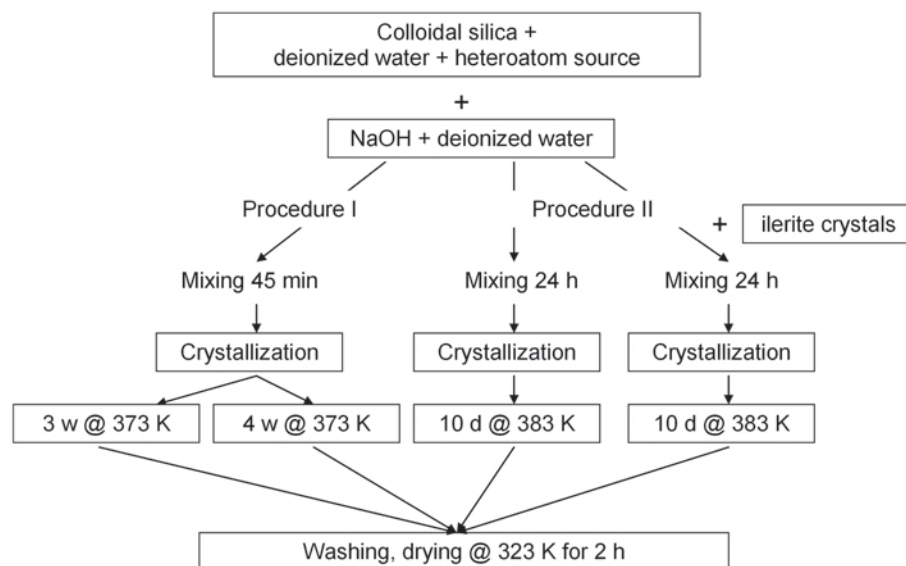 Colloidal silica +
deionized water + heteroatom source
+
NaOH + deionized water
Procedure I
Procedure II
+
ilerite crystals
Mixing 45 min
Mixing 24 h
Mixing 24 h
Crystallization
Crystallization
Crystallization
3 w @ 373 K
4 w @ 373 K
10 d @ 383 K
10 d @ 383 K
Washing, drying @ 323 K for 2 h